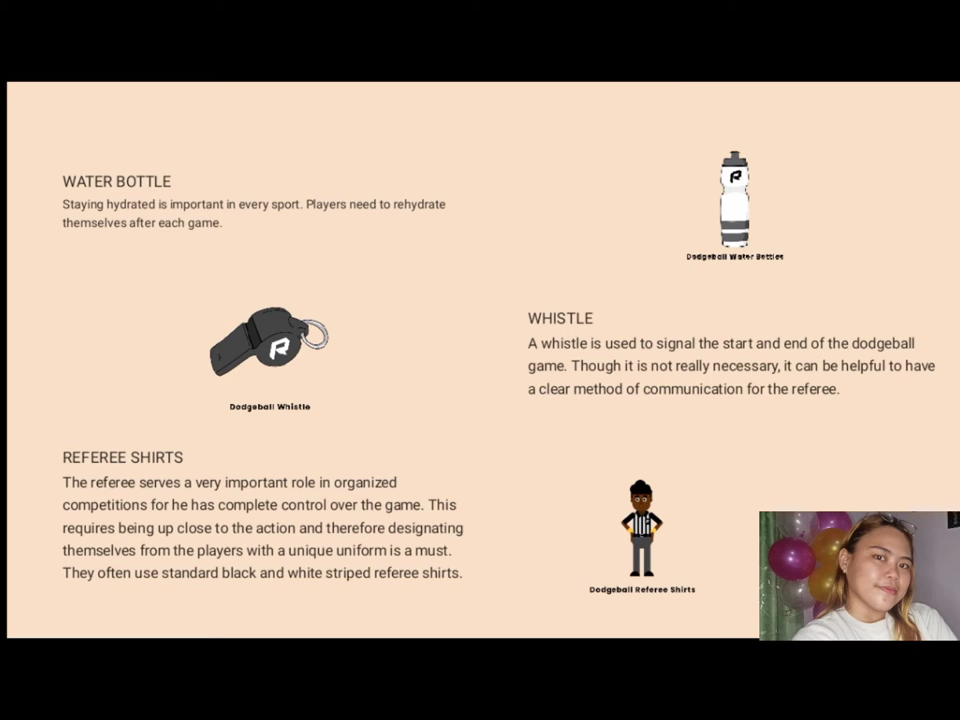 WATER BOTTLE
Staying hydrated is important in every sport. Players need to rehydrate
themselves after each game.
Dodgeball Water Bottles
Dodgeball Whistle
WHISTLE
A whistle is used to signal the start and end of the dodgeball
game. Though it is not really necessary, it can be helpful to have
a clear method of communication for the referee.
REFEREE SHIRTS
The referee serves a very important role in organized
competitions for he has complete control over the game. This
requires being up close to the action and therefore designating
themselves from the players with a unique uniform is a must.
They often use standard black and white striped referee shirts.
Dodgeball Referee Shirts